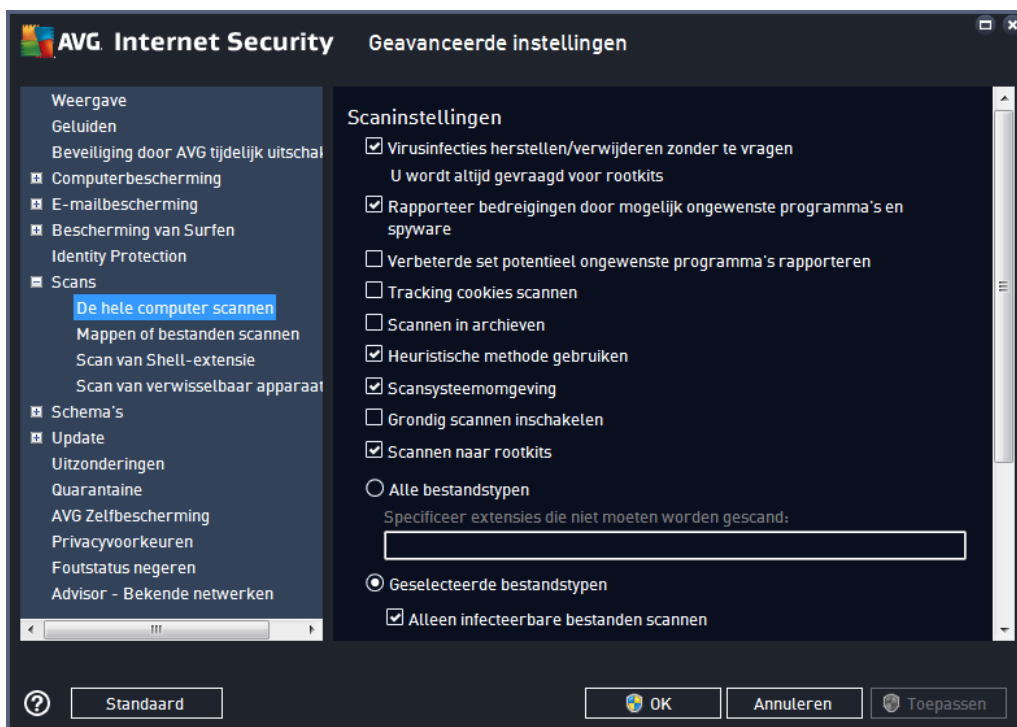 AVG. Internet Security
Geavanceerde instellingen
Weergave
Geluiden
Beveiliging door AVG tijdelijk uitschak
Computerbescherming
E-mailbescherming
Bescherming van Surfen
Identity Protection
Scans
De hele computer scannen
Mappen of bestanden scannen
Scan van Shell-extensie
Scan van verwisselbaar apparaat
Schema's
Update
Uitzonderingen
Quarantaine
AVG Zelfbescherming
Privacyvoorkeuren
Foutstatus negeren
Advisor - Bekende netwerken
Scaninstellingen
Virusinfecties herstellen/verwijderen zonder te vragen
U wordt altijd gevraagd voor rootkits
Rapporteer bedreigingen door mogelijk ongewenste programma's en
spyware
Verbeterde set potentieel ongewenste programma's rapporteren
Tracking cookies scannen
Scannen in archieven
Heuristische methode gebruiken
Scansysteemomgeving
Grondig scannen inschakelen
Scannen naar rootkits
Alle bestandstypen
Specificeer extensies die niet moeten worden gescand:
Geselecteerde bestandstypen
Alleen infecteerbare bestanden scannen
Standaard
OK
Annuleren
Toepassen